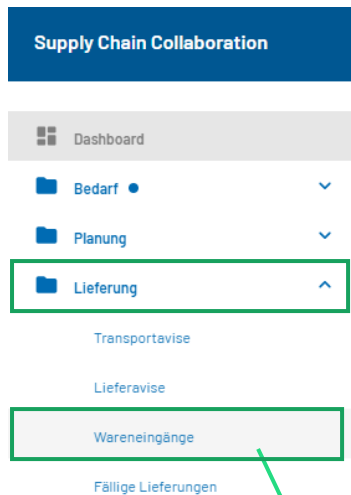 Supply Chain Collaboration
Dashboard
Bedarf
Planung
Lieferung
Transportavise
Lieferavise
Wareneingänge
Fällige Lieferungen